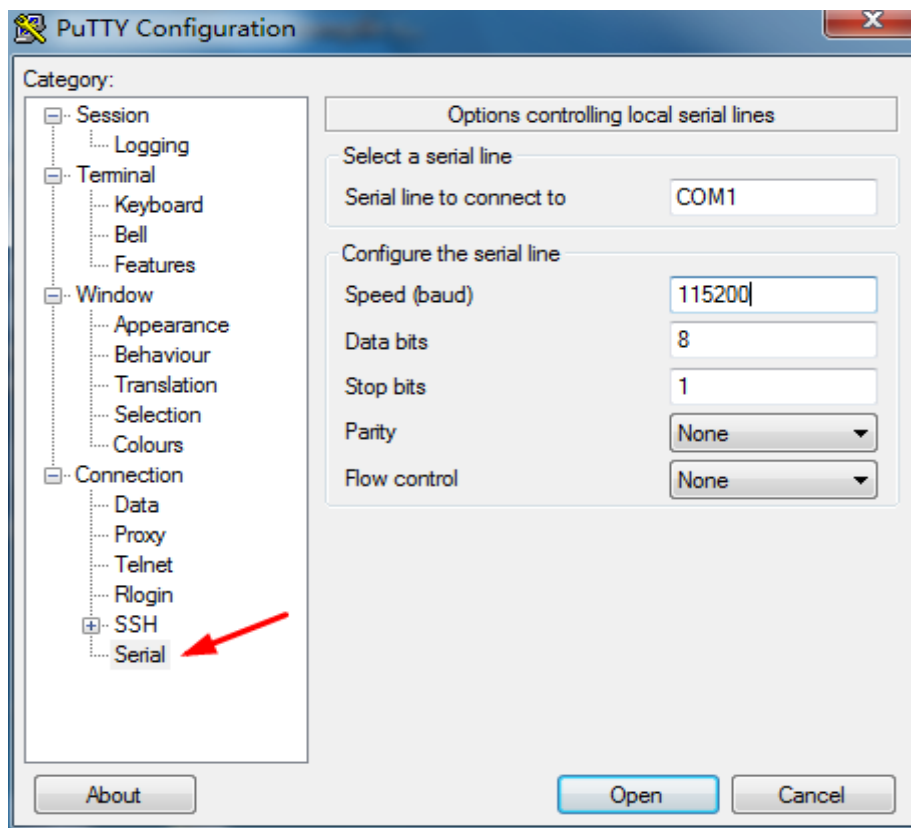 PuTTY Configuration
Category:
Session
Logging
Terminal
Keyboard
Bell
Features
Window
Appearance
Behaviour
Translation
Selection
Colours
Connection
Data
Proxy
Telnet
Rlogin
SSH
Serial
Options controlling local serial lines
Select a serial line
Serial line to connect to COM1
Configure the serial line
Speed (baud) 115200
Data bits 8
Stop bits 1
Parity None
Flow control None
About Open Cancel